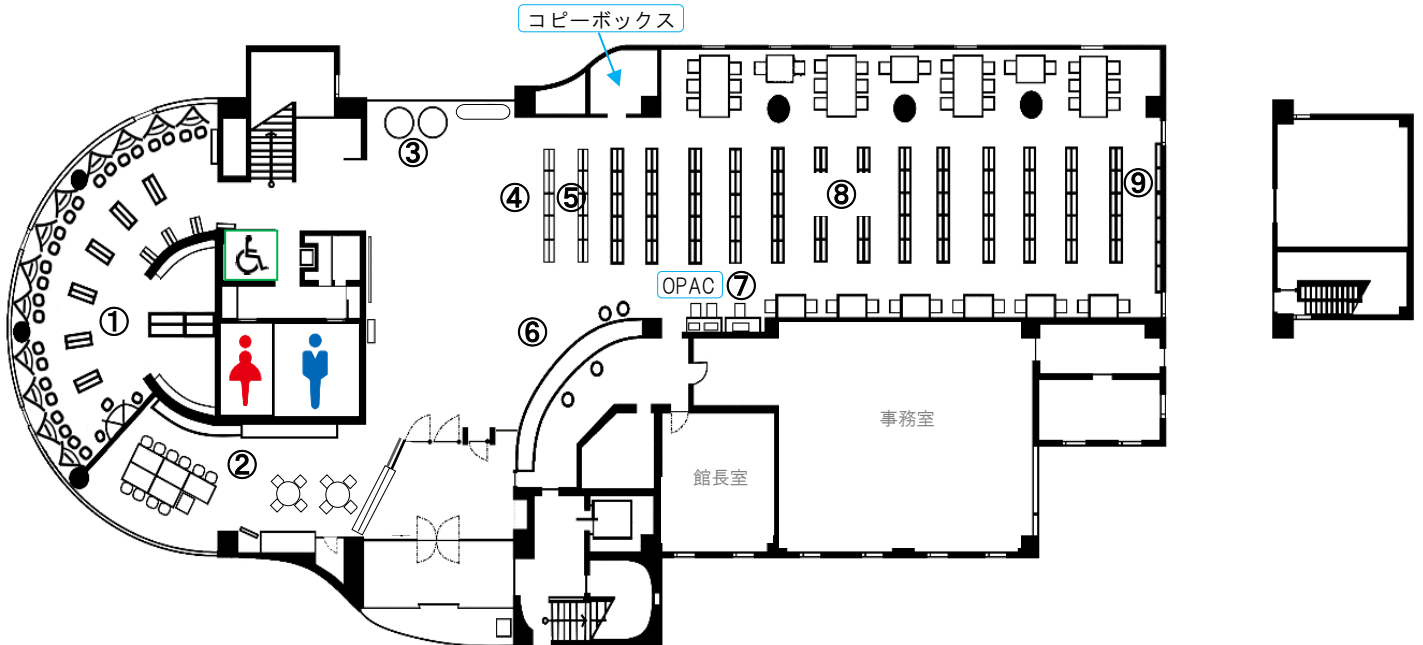 コピーボックス
③
④
⑤
⑧
⑨
OPAC
⑦
①
⑥
事務室
②
館長室